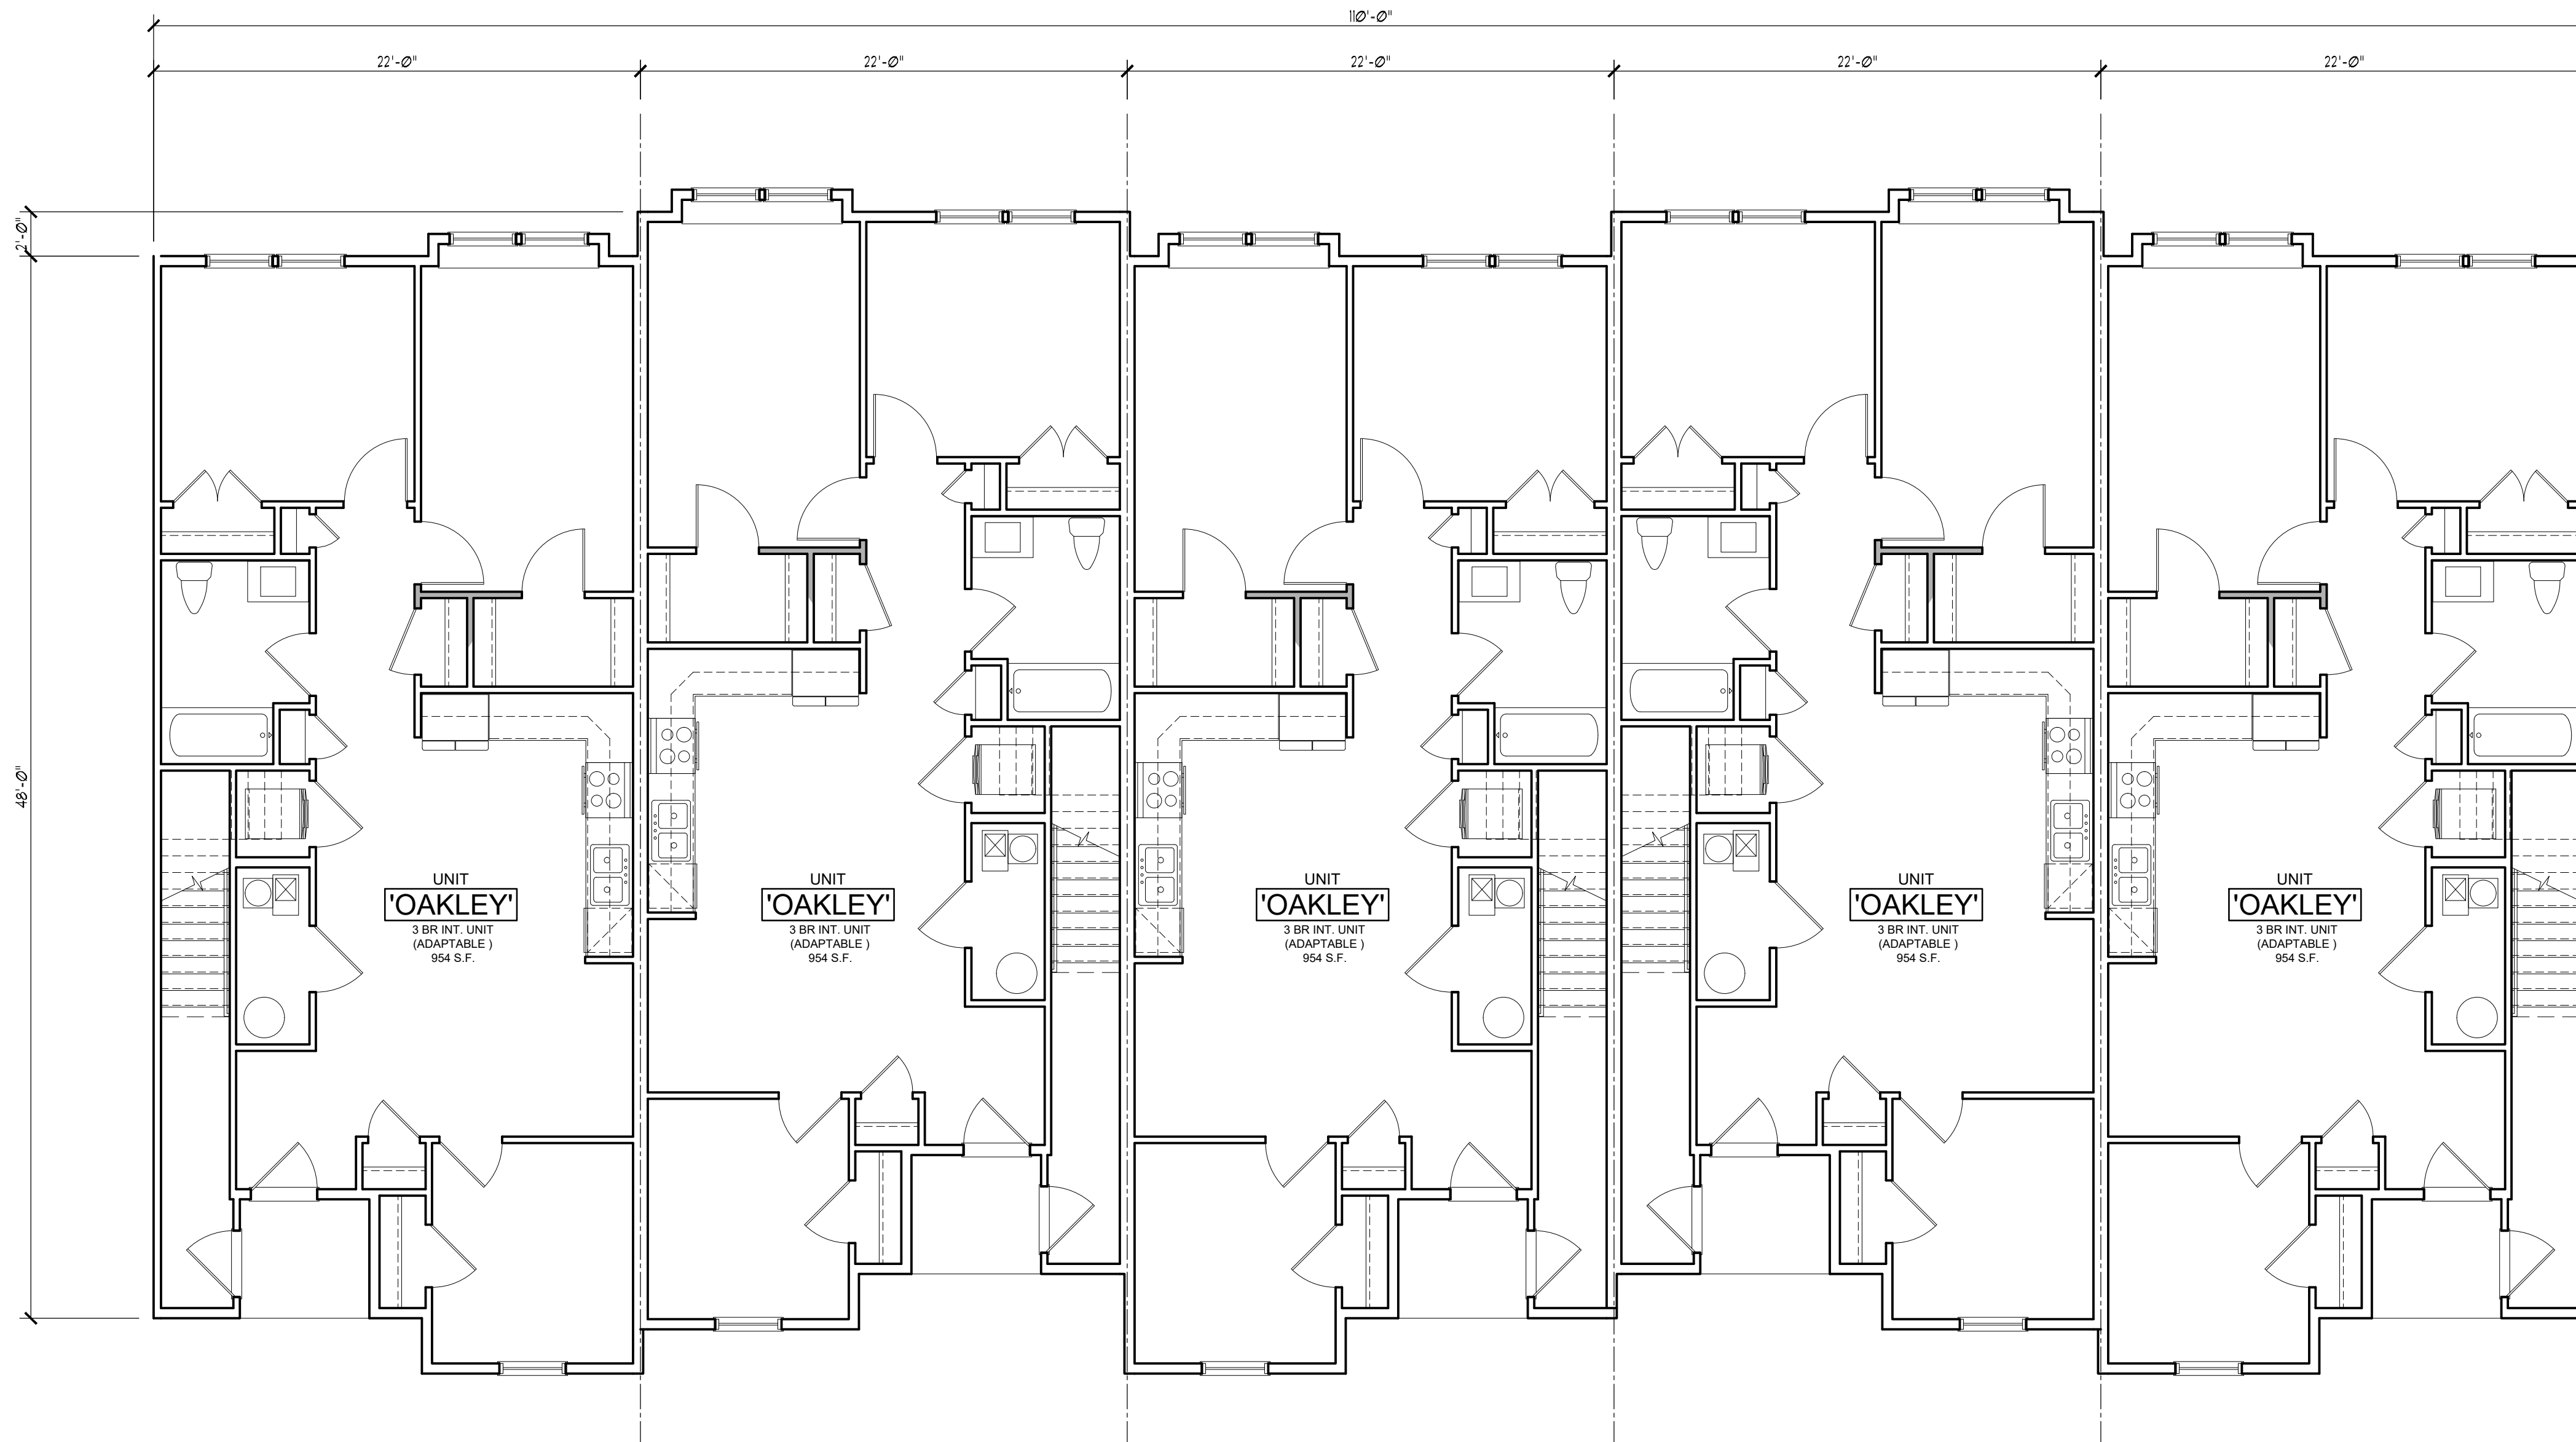 110'-0"
22'-0"
22'-0"
22'-0"
22'-0"
22'-0"
2'-0"
48'-0"
UNIT
'OAKLEY'
3 BR INT. UNIT
(ADAPTABLE )
954 S.F.
UNIT
'OAKLEY'
3 BR INT. UNIT
(ADAPTABLE )
954 S.F.
UNIT
'OAKLEY'
3 BR INT. UNIT
(ADAPTABLE )
954 S.F.
UNIT
'OAKLEY'
3 BR INT. UNIT
(ADAPTABLE )
954 S.F.
UNIT
'OAKLEY'
3 BR INT. UNIT
(ADAPTABLE )
954 S.F.